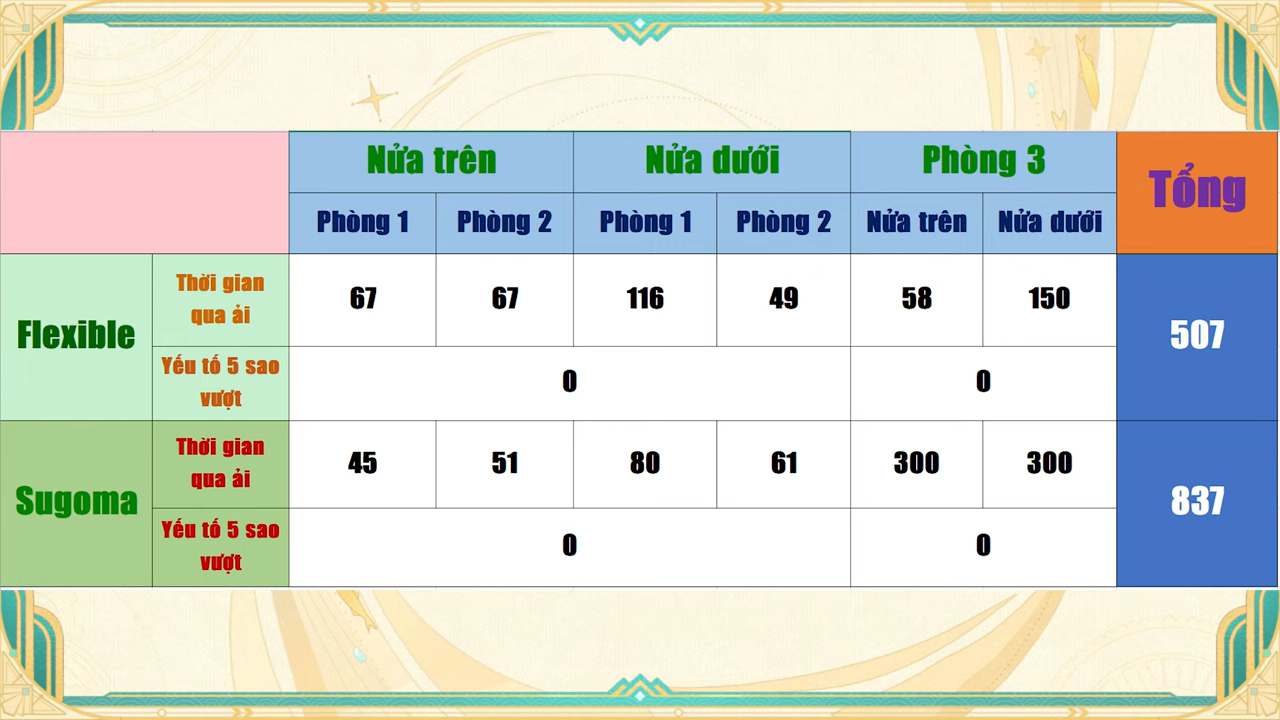 Nửa trên Nửa dưới Phòng 3 Tổng
Phòng 1 Phòng 2 Phòng 1 Phòng 2 Nửa trên Nửa dưới
Flexible
Thời gian
qua ải
67 67 116 49 58 150
507
Yếu tố 5 sao
vượt
0 0
Sugoma
Thời gian
qua ải
45 51 80 61 300 300
837
Yếu tố 5 sao
vượt
0 0